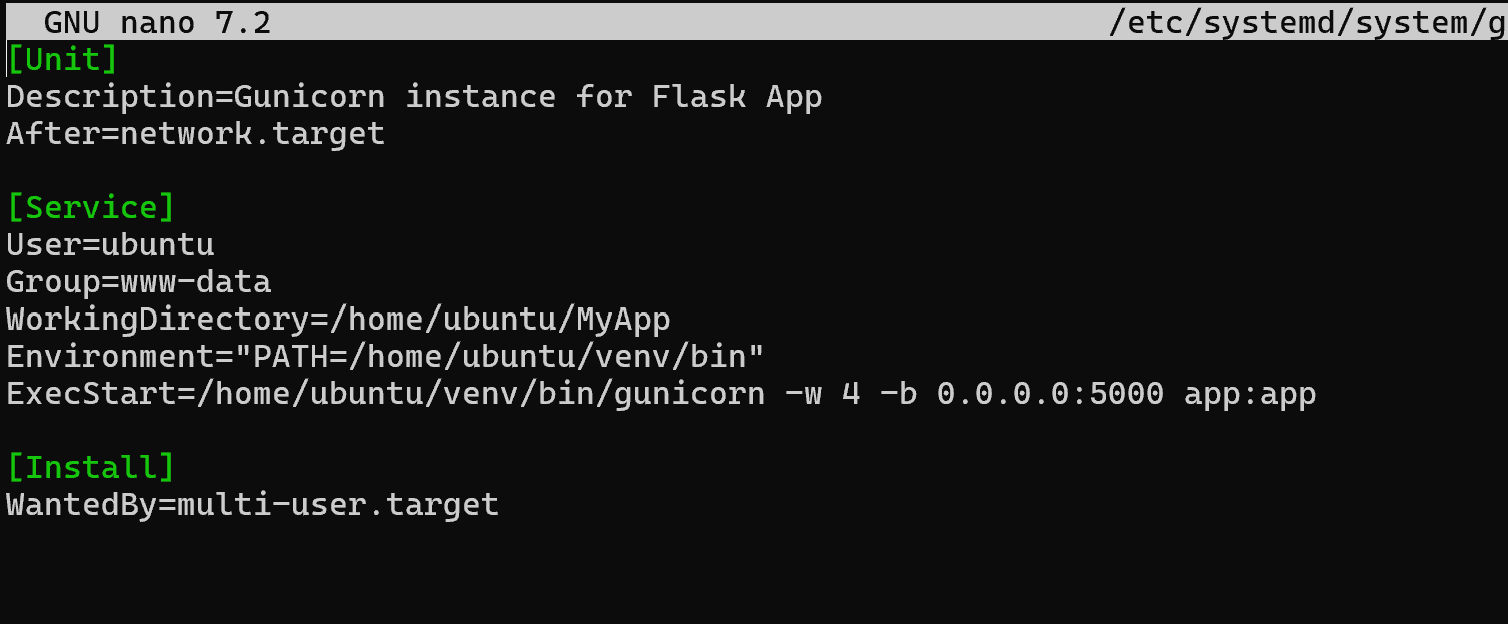 GNU nano 7.2 /etc/systemd/system/g
[Unit]
Description=Gunicorn instance for Flask App
After=network.target
[Service]
User=ubuntu
Group=www-data
WorkingDirectory=/home/ubuntu/MyApp
Environment="PATH=/home/ubuntu/venv/bin"
ExecStart=/home/ubuntu/venv/bin/gunicorn -w 4 -b 0.0.0.0:5000 app:app
[Install]
WantedBy=multi-user.target